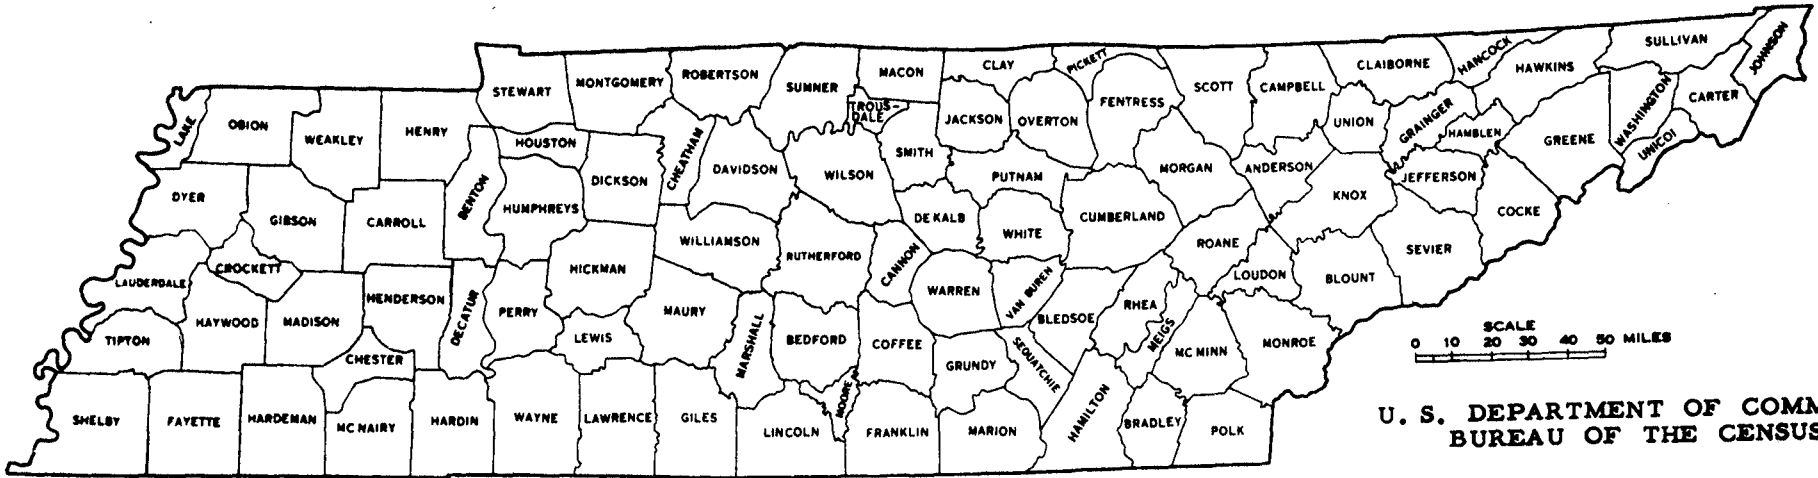 JOHNSON
SULLIVAN
HANCOCK
HAWKINS
CLAIBORNE
CLAY
PICKETT
MACON
ROBERTSON
MONTGOMERY
STEWART
SUMNER
SCOTT
CAMPBELL
CARTER
WASHINGTON
FENTRESS
TROUS-
DALE
JACKSON
OVERTON
UNION
GRAINGER
HAMBLEN
GREENE
UNICOI
LAKE
OBION
WEAKLEY
HENRY
HOUSTON
CHEATHAM
SMITH
DAVIDSON
WILSON
DICKSON
PUTNAM
MORGAN
ANDERSON
JEFFERSON
KNOX
COCKE
DYER
GIBSON
CARROLL
BENTON
HUMPHREYS
DE KALB
WHITE
CUMBERLAND
WILLIAMSON
RUTHERFORD
CANNON
ROANE
LOUDON
BLOUNT
SEVIER
LAUDERDALE
CROCKETT
HICKMAN
HENDERSON
DECATUR
PERRY
WARREN
VAN BUREN
BLEDSOE
RHEA
MEIGS
TIPTON
HAYWOOD
MADISON
CHESTER
LEWIS
MAURY
MARSHALL
BEDFORD
COFFEE
GRUNDY
SEQUATCHIE
MC MINN
MONROE
SCALE
0 10 20 30 40 50 MILES
SHELBY
FAYETTE
HARDEMAN
MC NAIRY
HARDIN
WAYNE
LAWRENCE
GILES
LINCOLN
MOORE
FRANKLIN
MARION
HAMILTON
BRADLEY
POLK
U. S. DEPARTMENT OF COMM
BUREAU OF THE CENSUS